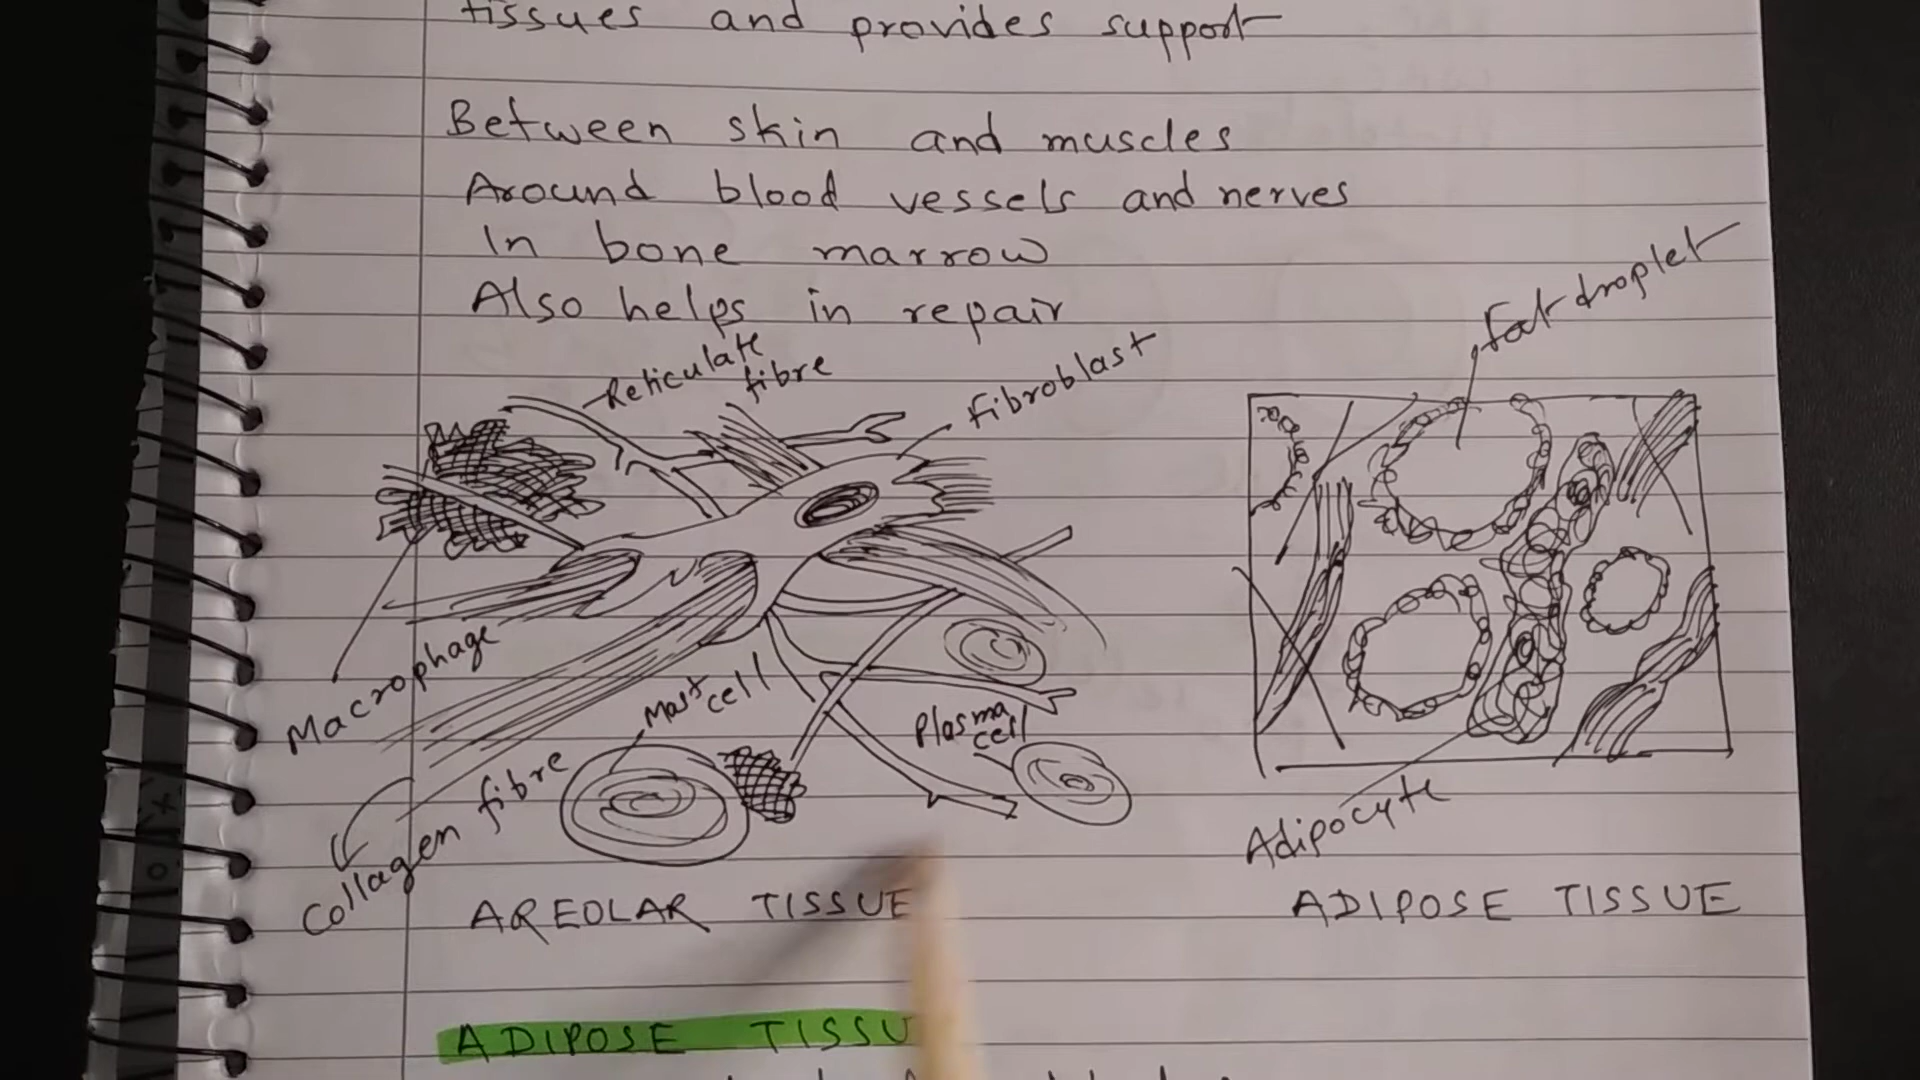 tissues and provides support
Between skin and muscles
Around blood vessels and nerves
In bone marrow
Also helps in repair
Reticulate
fibre
Fibroblast
Fat droplet
Macrophage
Mast
cell
Plasma
cell
Collagen fibre
Adipocyte
AREOLAR TISSUE
ADIPOSE TISSUE
ADIPOSE TISSU